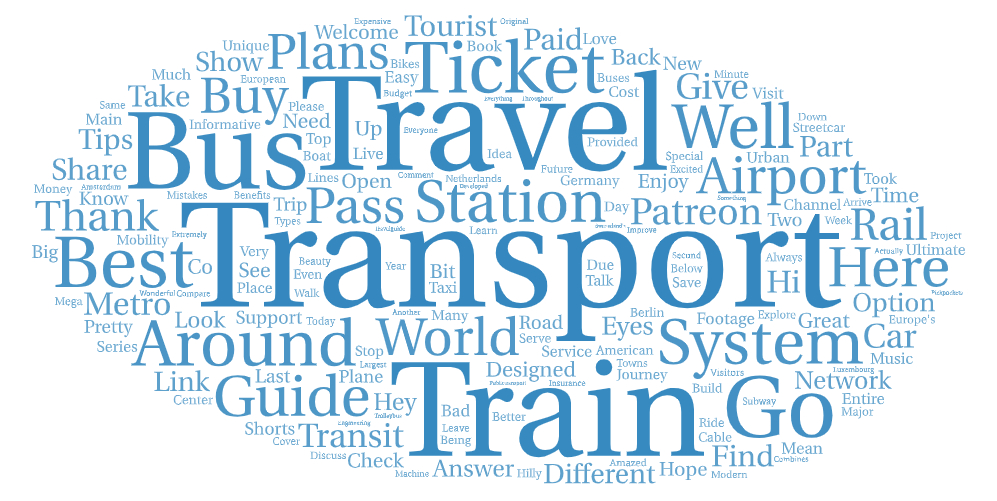 Expensive
Original
Welcome
Tourist
Unique
Plans
Book
Paid
Love
Show
Bikes
Ticket
Back
New
Much
European
Easy
Buses
Minute
Take
Buy
Budget
Everything
Throughout
Cost
Give
Visit
Same
Please
Travel
Main
Bus
Informative
Need
Up
Everyone
Well
Down
Streetcar
Tips
Top
Provided
Part
Boat
Live
Idea
Special
Urban
Share
Lines
Open
Comment
Netherlands
Future
Germany
Excited
Enjoy
Airport
Took
Money
Amsterdam
Know
Mistakes
Benefits
Developed
Something
Time
Thank
Trip
Pass
Station
Day
Patreon
Channel
Arrive
Types
Learn
Improve
Two
Week
Rail
Project
Big
Best
Mobility
Extremely
Transport
Very
Beauty
Second
Always
Actually
Ultimate
Co
See
Even
Year
Bit
Due
Below
Hi
Here
Place
Walk
Taxi
Talk
Save
Mega
Metro
Wonderful
Compare
Option
Pickpockets
Pretty
Look
Support
Today
Another
Many
Road
Berlin
Footage
Explore
Great
Europe's
Series
Around
World
Serve
Eyes
System
Car
Stop
Service
American
Music
Largest
Link
Last
Plane
Designed
Towns
Journey
Visitors
Luxembourg
Network
Center
Guide
Train
Insurance
Build
Go
Entire
Hey
Bad
Better
Subway
Major
Trolleybus
Engineering
Shorts
Transit
Leave
Ride
Cover
Being
Cable
Mean
Discuss
Check
Amazed
Find
Combines
Machine
Answer
Hilly
Different
Hope
Modern